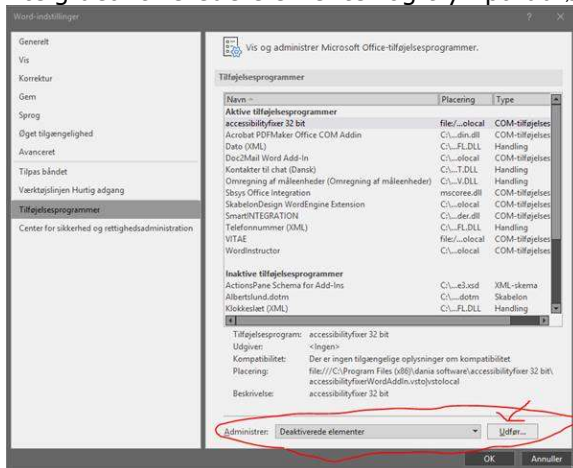 Word-indstillinger
Generelt
Vis
Korrektur
Gem
Sprog
Øget tilgængelighed
Avanceret
Tilpas båndet
Værktøjslinjen Hurtig adgang
Tilføjelsesprogrammer
Center for sikkerhed og rettighedsadministration
Vis og administrer Microsoft Office-tilføjelsesprogrammer.
Tilføjelsesprogrammer
Navn Placering Type
Aktive tilføjelsesprogrammer
accessibilityfixer 32 bit file:/...olocal COM-tilføjelses
Acrobat PDFMaker Office COM Addin C:\...din.dll COM-tilføjelses
Dato (XML) C:\...FL.DLL Handling
Doc2Mail Word Add-In C:\...olocal COM-tilføjelses
Kontakter til chat (Dansk) C:\...T.DLL Handling
Omregning af måleenheder (Omregning af måleenheder) C:\...V.DLL Handling
Sbsys Office Integration mscoree.dll COM-tilføjelses
SkabelonDesign WordEngine Extension C:\...olocal COM-tilføjelses
SmartINTEGRATION C:\...der.dll COM-tilføjelses
Telefonnummer (XML) C:\...FL.DLL Handling
VITAE file:/...olocal COM-tilføjelses
WordInstructor C:\...olocal COM-tilføjelses
Inaktive tilføjelsesprogrammer
ActionsPane Schema for Add-Ins C:\...e3.xsd XML-skema
Albertslund.dotm C:\...dotm Skabelon
Klokkeslæt (XML) C:\...FL.DLL Handling
Tilføjelsesprogram: accessibilityfixer 32 bit
Udgiver: <Ingen>
Kompatibilitet: Der er ingen tilgængelige oplysninger om kompatibilitet
Placering: file:///C:\Program Files (x86)\dania software\accessibilityfixer 32 bit\
accessibilityfixerWordAddIn.vsto|vstolocal
Beskrivelse: accessibilityfixer 32 bit
Administrer: Deaktiverede elementer Udfør...
OK Annuller